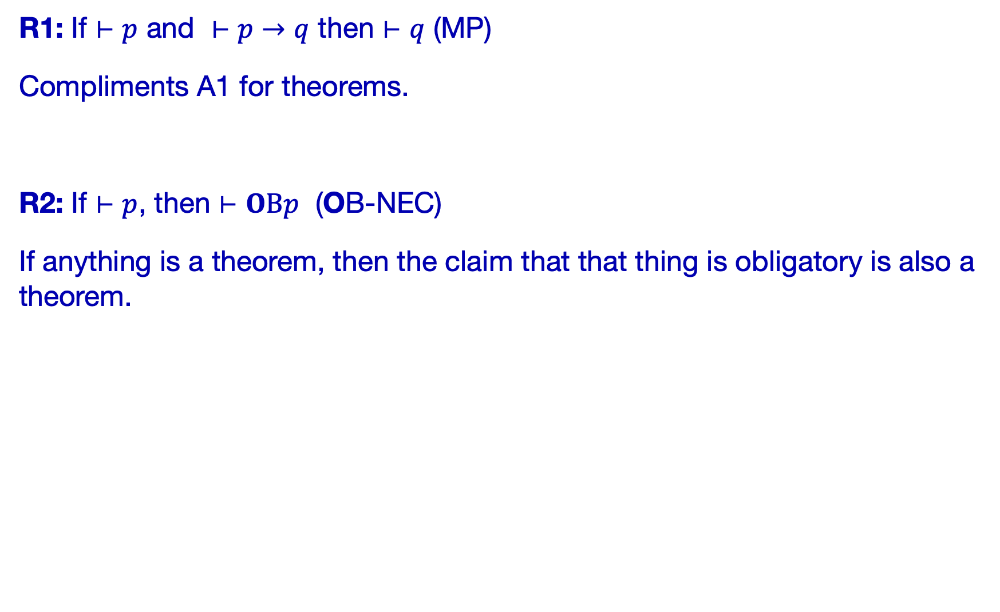 R1: If ⊢ p and ⊢ p → q then ⊢ q (MP)
Compliments A1 for theorems.
R2: If ⊢ p, then ⊢ OBp (OB-NEC)
If anything is a theorem, then the claim that that thing is obligatory is also a
theorem.